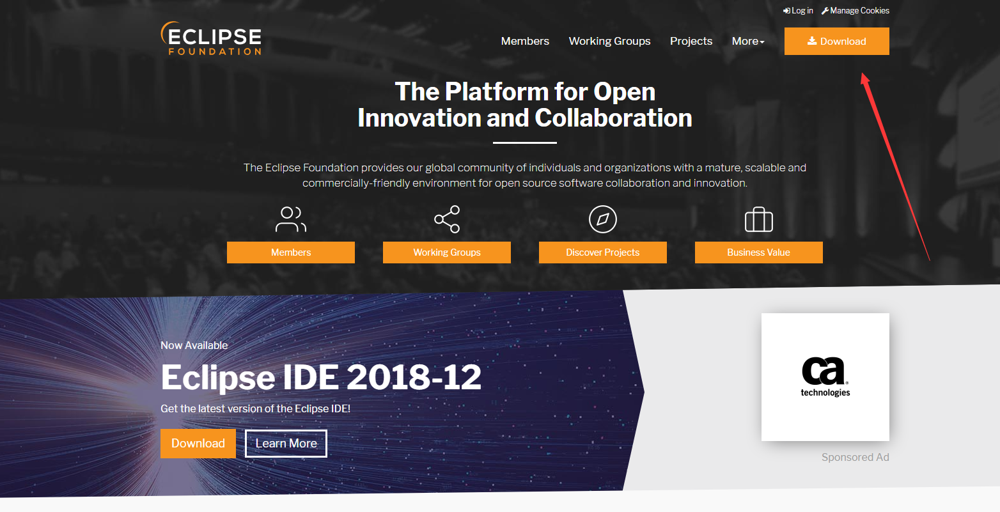 Log in
Manage Cookies
ECLIPSE
FOUNDATION
Members
Working Groups
Projects
More
Download
The Platform for Open
Innovation and Collaboration
The Eclipse Foundation provides our global community of individuals and organizations with a mature, scalable and
commercially-friendly environment for open source software collaboration and innovation.
Members
Working Groups
Discover Projects
Business Value
Now Available
Eclipse IDE 2018-12
Get the latest version of the Eclipse IDE!
Download
Learn More
ca
technologies
Sponsored Ad